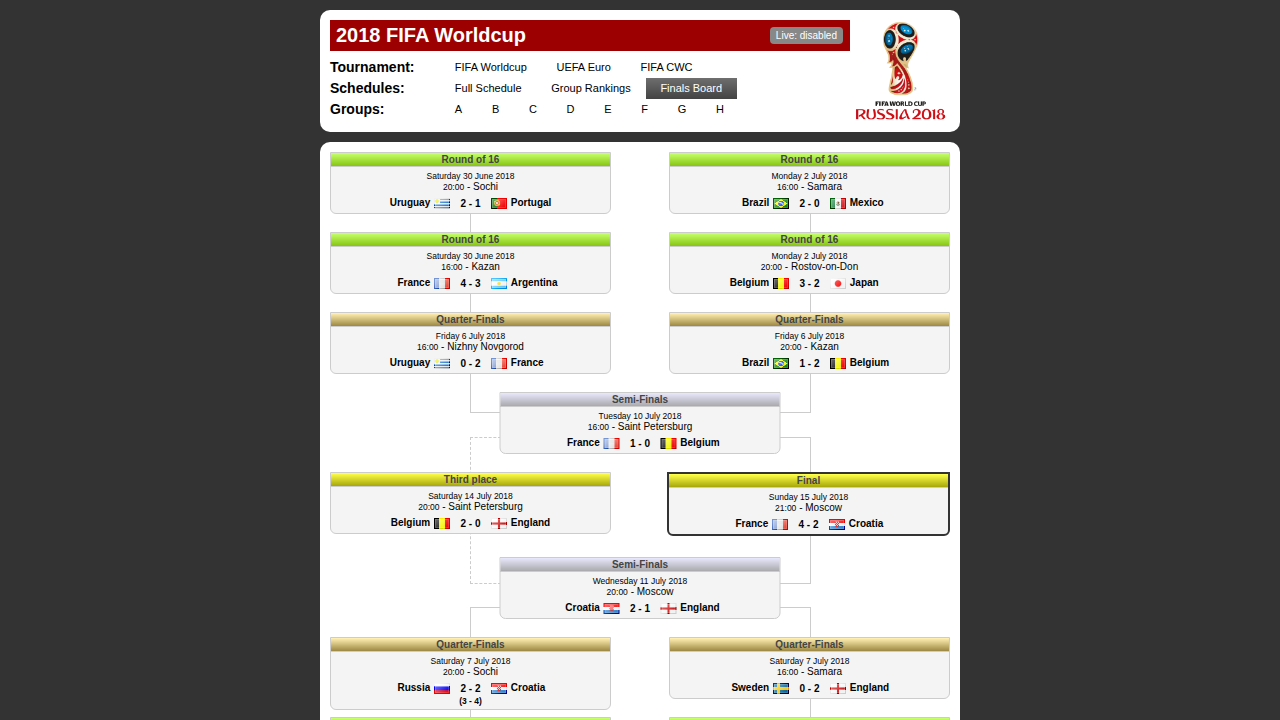 2018 FIFA Worldcup
Live: disabled
Tournament: FIFA Worldcup UEFA Euro FIFA CWC
Schedules: Full Schedule Group Rankings Finals Board
Groups: A B C D E F G H
FIFA WORLD CUP
RUSSIA 2018
Round of 16
Saturday 30 June 2018
20:00 - Sochi
Uruguay 2 - 1 Portugal
Round of 16
Monday 2 July 2018
16:00 - Samara
Brazil 2 - 0 Mexico
Round of 16
Saturday 30 June 2018
16:00 - Kazan
France 4 - 3 Argentina
Round of 16
Monday 2 July 2018
20:00 - Rostov-on-Don
Belgium 3 - 2 Japan
Quarter-Finals
Friday 6 July 2018
16:00 - Nizhny Novgorod
Uruguay 0 - 2 France
Quarter-Finals
Friday 6 July 2018
20:00 - Kazan
Brazil 1 - 2 Belgium
Semi-Finals
Tuesday 10 July 2018
16:00 - Saint Petersburg
France 1 - 0 Belgium
Third place
Saturday 14 July 2018
20:00 - Saint Petersburg
Belgium 2 - 0 England
Final
Sunday 15 July 2018
21:00 - Moscow
France 4 - 2 Croatia
Semi-Finals
Wednesday 11 July 2018
20:00 - Moscow
Croatia 2 - 1 England
Quarter-Finals
Saturday 7 July 2018
20:00 - Sochi
Russia 2 - 2 Croatia
(3 - 4)
Quarter-Finals
Saturday 7 July 2018
16:00 - Samara
Sweden 0 - 2 England